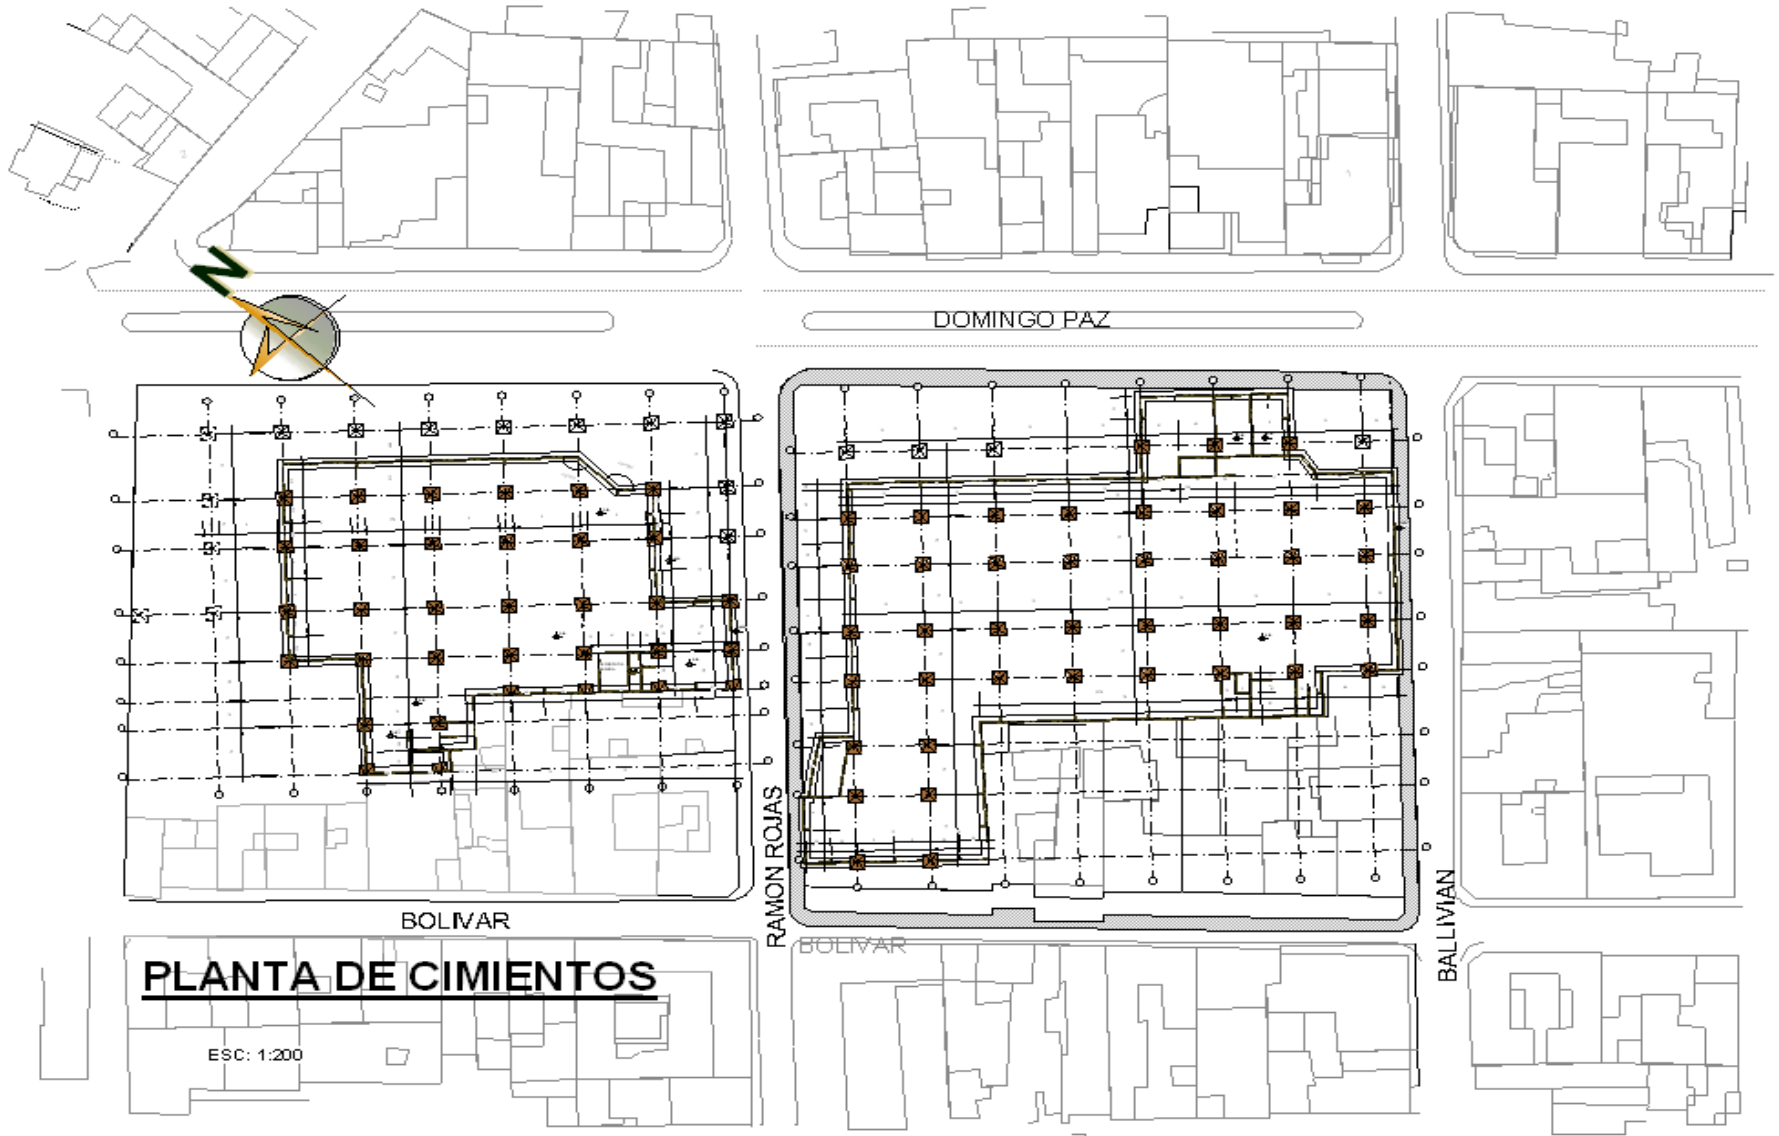 N
DOMINGO PAZ
RAMON ROJAS
BALLIVIAN
BOLIVAR
BOLIVAR
PLANTA DE CIMIENTOS
ESC: 1:200